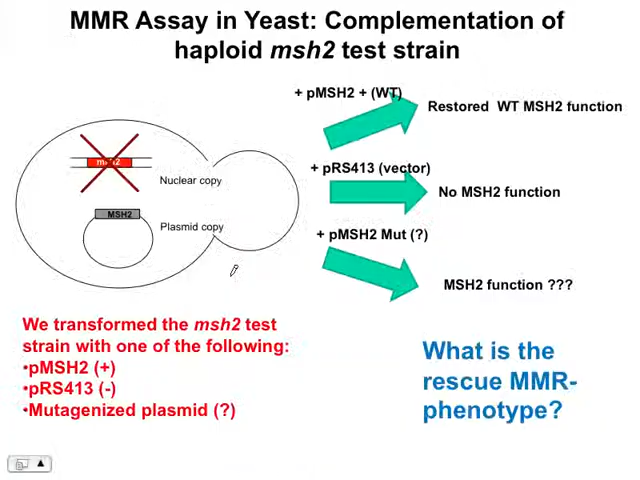 MMR Assay in Yeast: Complementation of
haploid msh2 test strain
+ pMSH2 + (WT)
Restored WT MSH2 function
msh2
+ pRS413 (vector)
Nuclear copy
No MSH2 function
MSH2
Plasmid copy
+ pMSH2 Mut (?)
MSH2 function ???
We transformed the msh2 test
strain with one of the following:
•pMSH2 (+)
•pRS413 (-)
•Mutagenized plasmid (?)
What is the
rescue MMR-
phenotype?